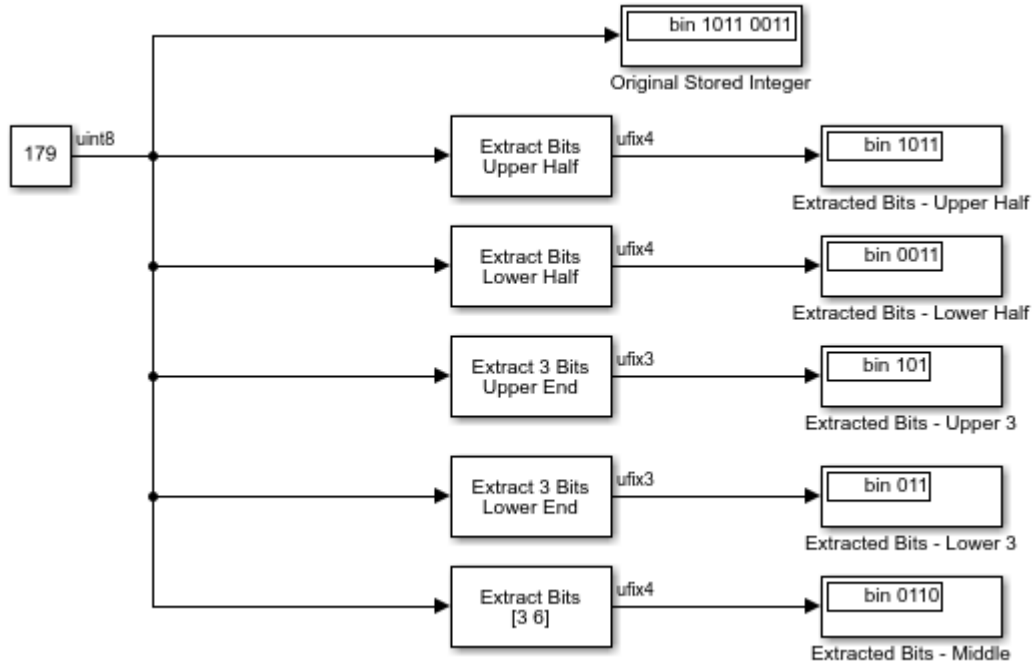 bin 1011 0011
Original Stored Integer
179
uint8
Extract Bits
Upper Half
ufix4
bin 1011
Extracted Bits - Upper Half
Extract Bits
Lower Half
ufix4
bin 0011
Extracted Bits - Lower Half
Extract 3 Bits
Upper End
ufix3
bin 101
Extracted Bits - Upper 3
Extract 3 Bits
Lower End
ufix3
bin 011
Extracted Bits - Lower 3
Extract Bits
[3 6]
ufix4
bin 0110
Extracted Bits - Middle